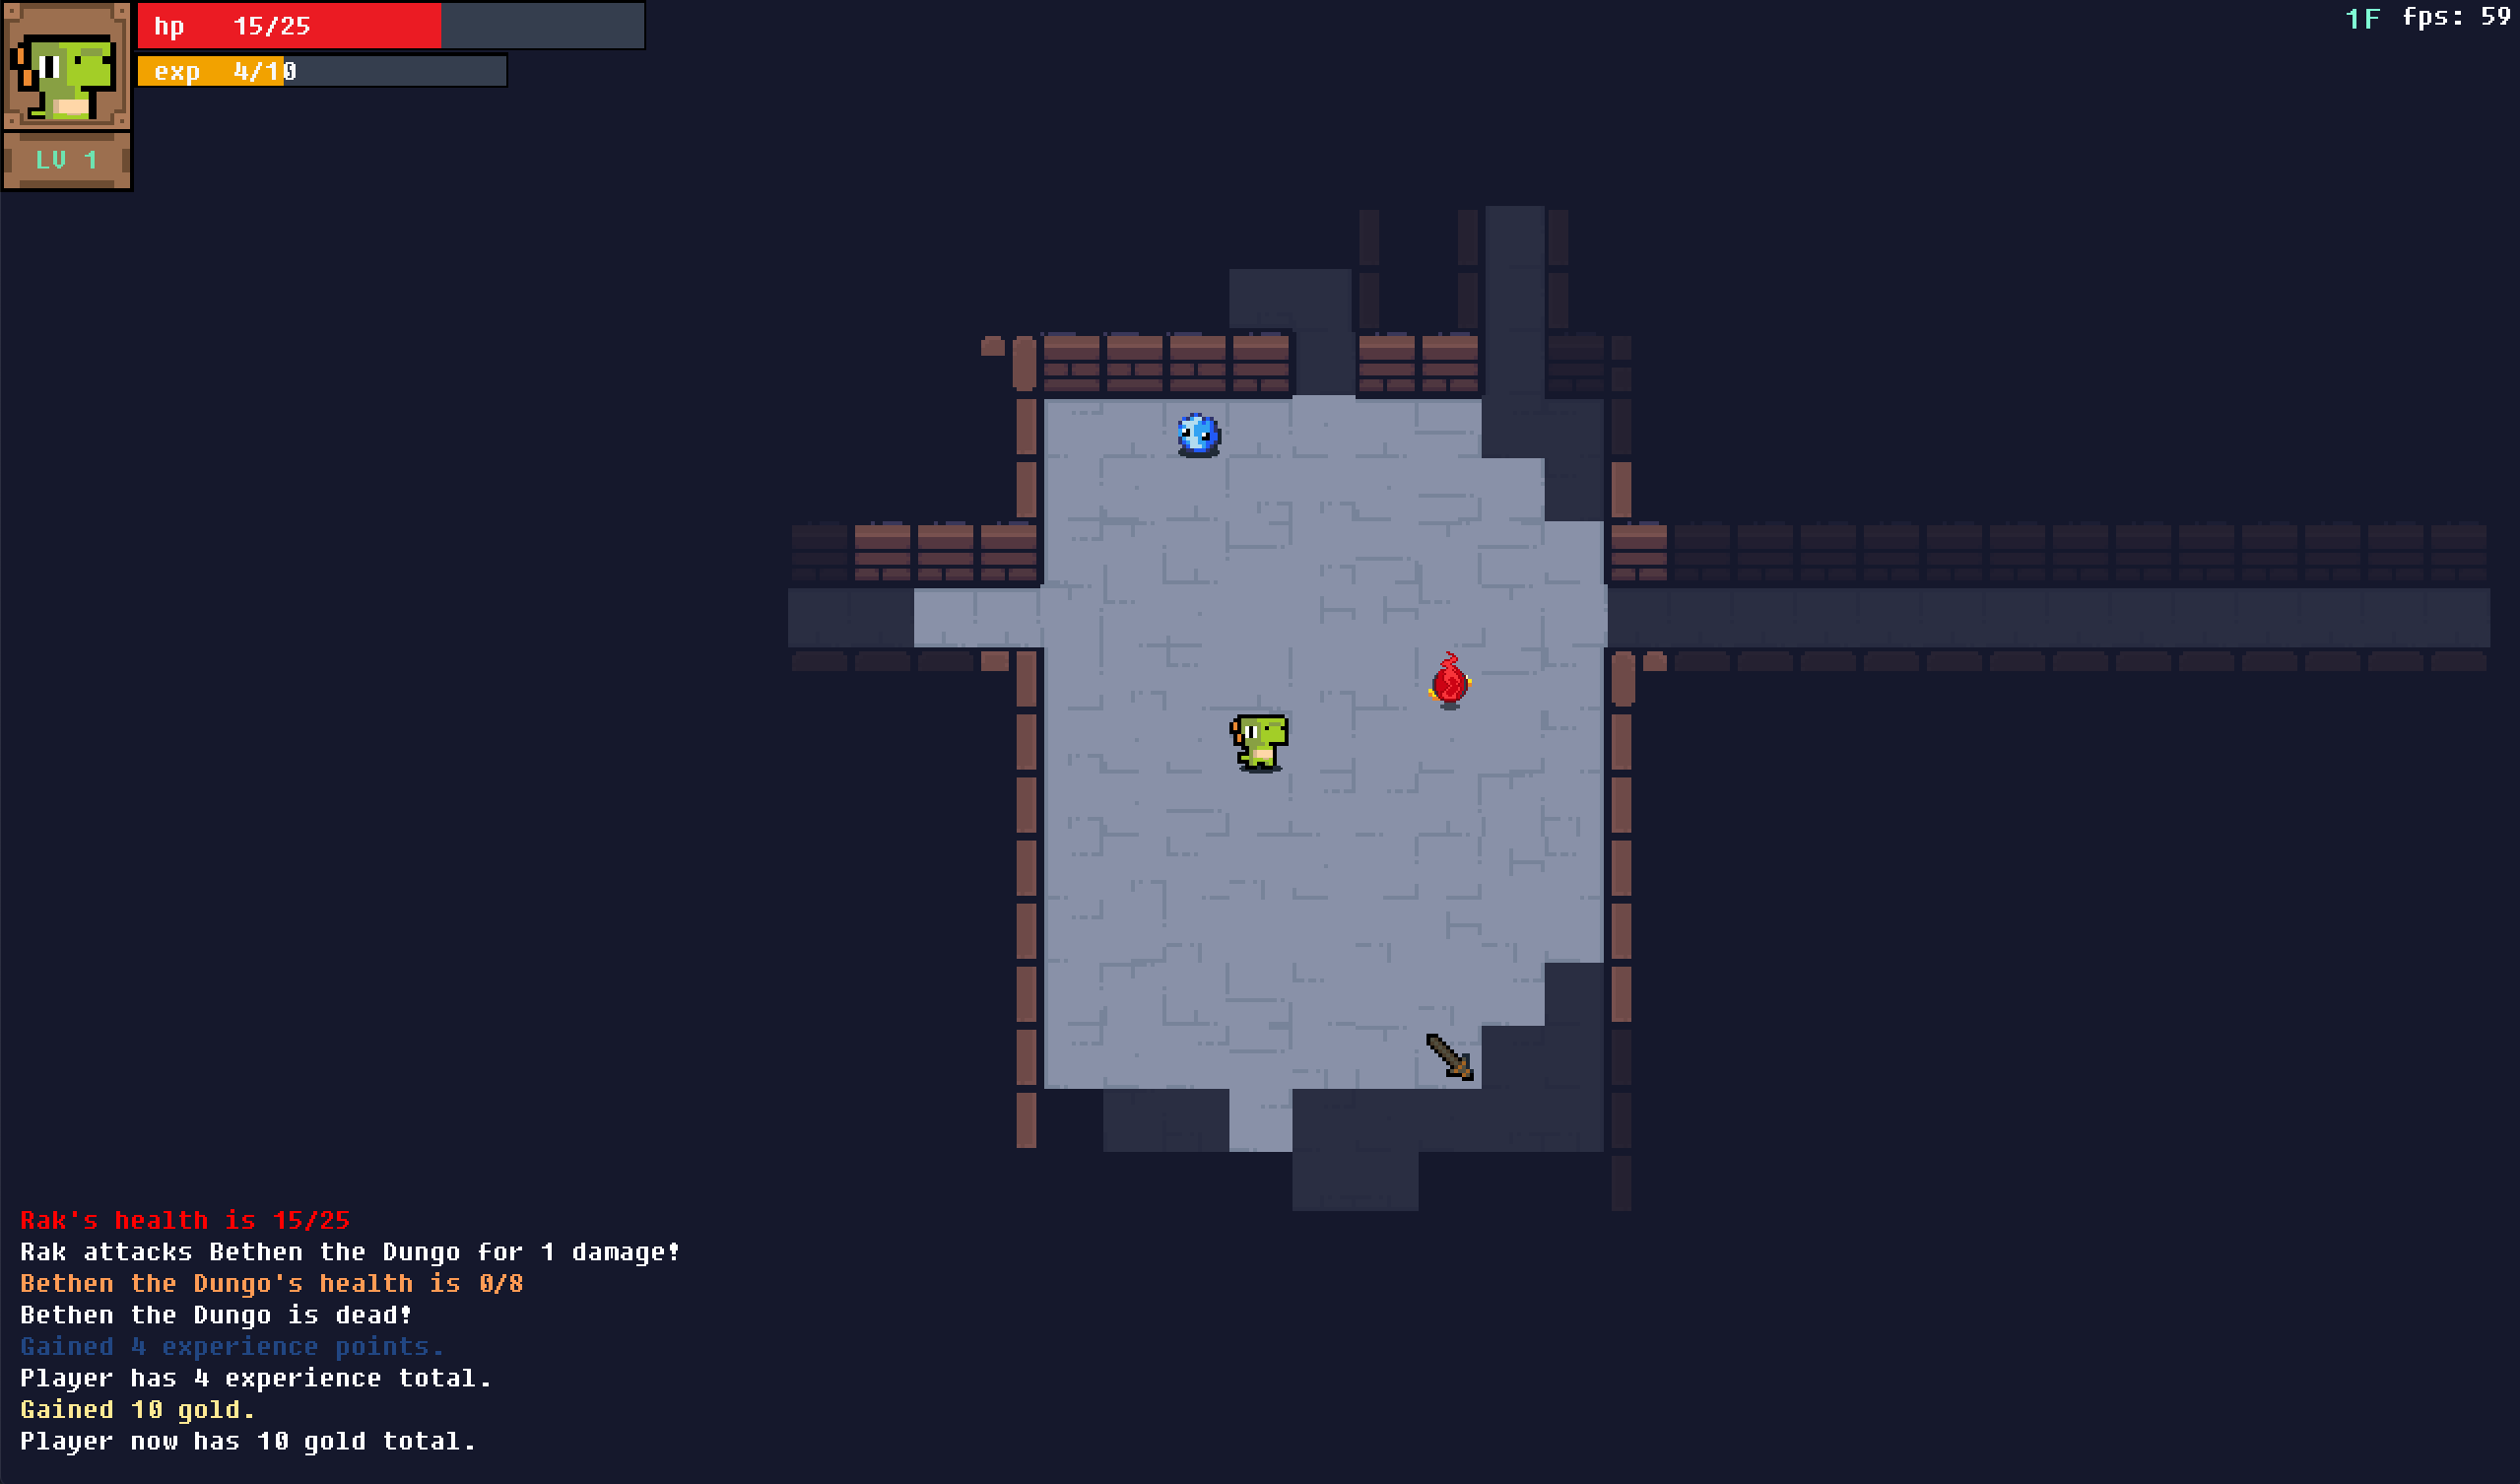 hp 15/25
1F fps: 59
exp 4/10
LV 1
Rak's health is 15/25
Rak attacks Bethen the Dungo for 1 damage!
Bethen the Dungo's health is 0/8
Bethen the Dungo is dead!
Gained 4 experience points.
Player has 4 experience total.
Gained 10 gold.
Player now has 10 gold total.